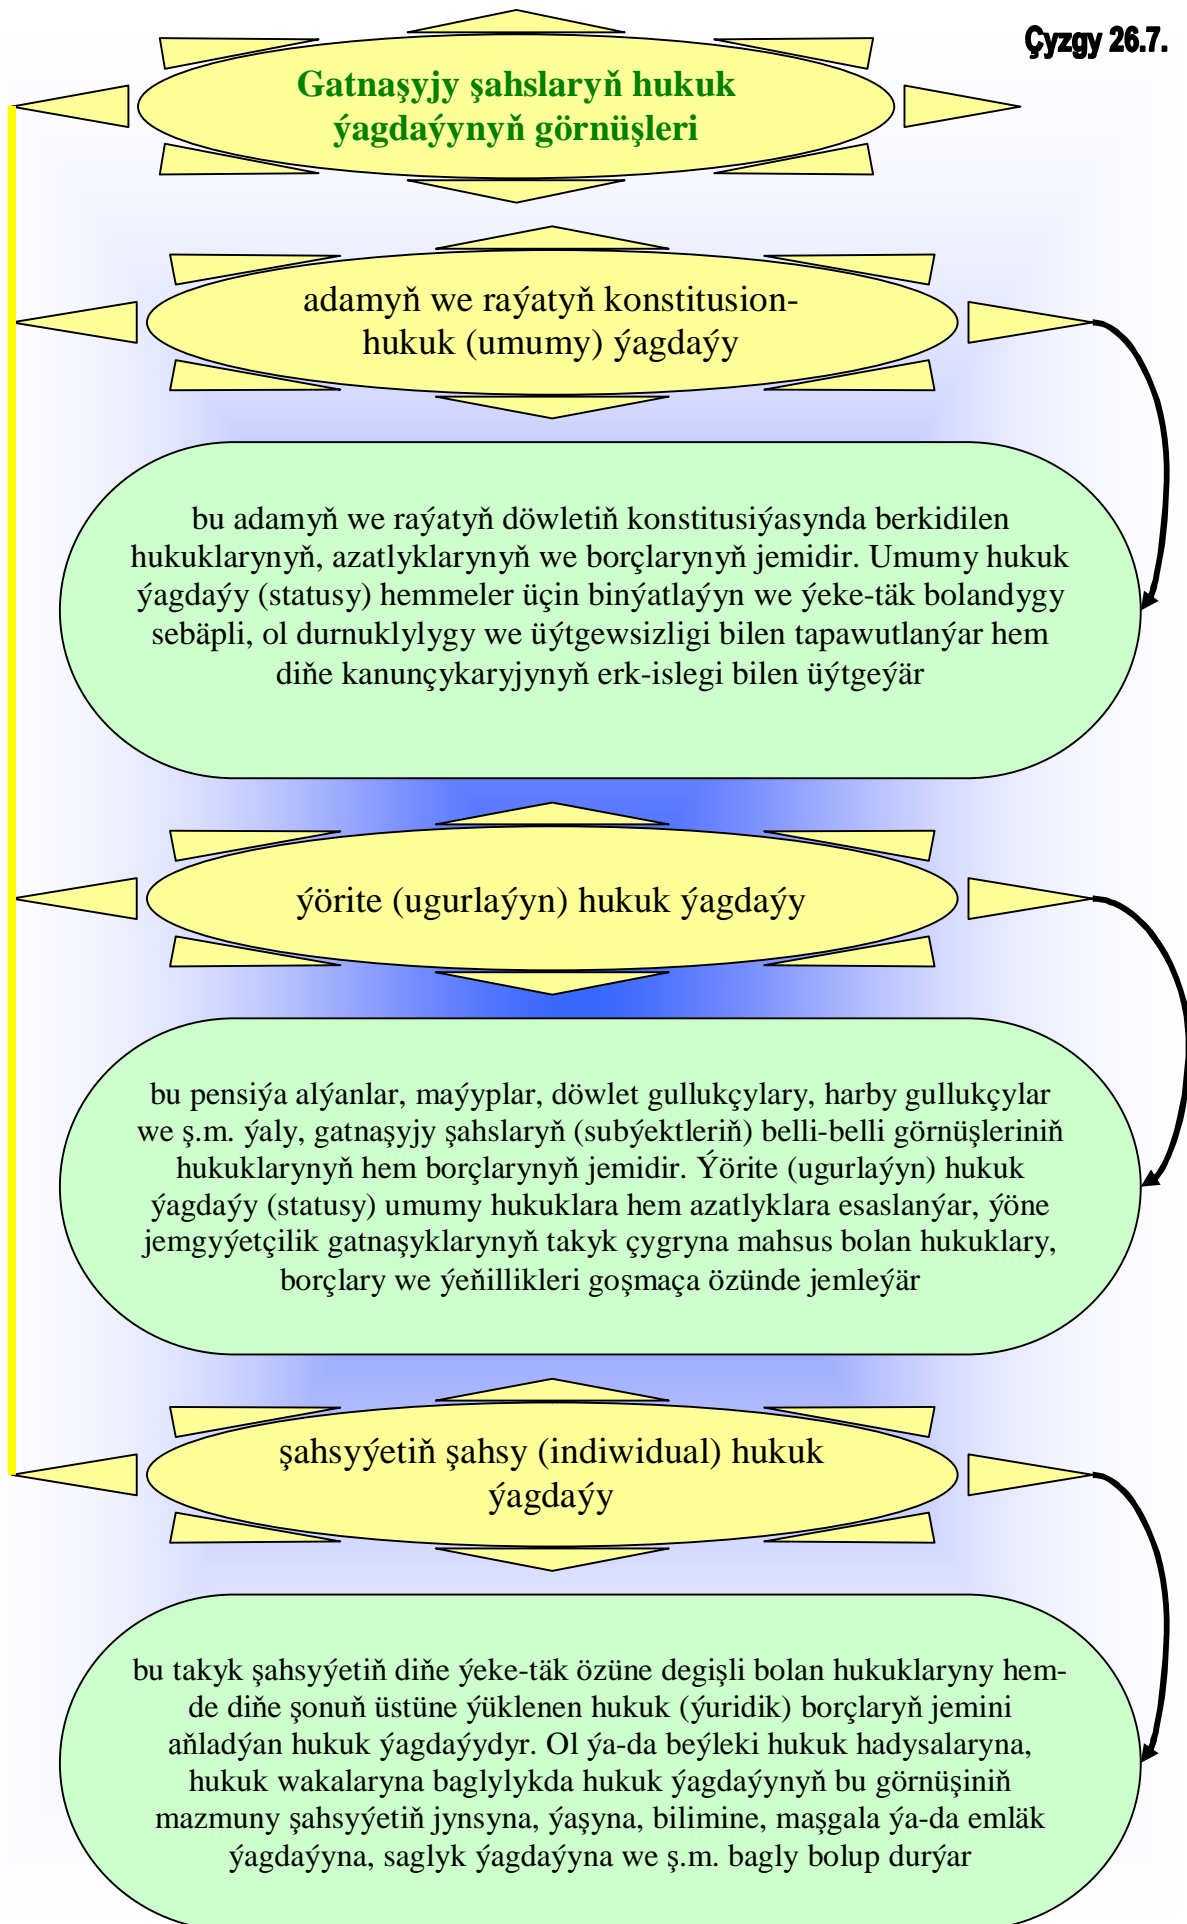 Çyzgy 26.7.
Gatnaşyjy şahslaryň hukuk
ýagdaýynyň görnüşleri
adamyň we raýatyň konstitusion-
hukuk (umumy) ýagdaýy
bu adamyň we raýatyň döwletiň konstitusiýasynda berkidilen
hukuklarynyň, azatlyklarynyň we borçlarynyň jemidir. Umumy hukuk
ýagdaýy (statusy) hemmeler üçin binýatlaýyn we ýeke-täk bolandygy
sebäpli, ol durnuklylygy we üýtgewsizligi bilen tapawutlanýar hem
diňe kanunçykaryjynyň erk-islegi bilen üýtgeýär
ýörite (ugurlaýyn) hukuk ýagdaýy
bu pensiýa alýanlar, maýyplar, döwlet gullukçylary, harby gullukçylar
we ş.m. ýaly, gatnaşyjy şahslaryň (subýektleriň) belli-belli görnüşleriniň
hukuklarynyň hem borçlarynyň jemidir. Ýörite (ugurlaýyn) hukuk
ýagdaýy (statusy) umumy hukuklara hem azatlyklara esaslanýar, ýöne
jemgyýetçilik gatnaşyklarynyň takyk çygryna mahsus bolan hukuklary,
borçlary we ýeňillikleri goşmaça özünde jemleýär
şahsyýetiň şahsy (indiwidual) hukuk
ýagdaýy
bu takyk şahsyýetiň diňe ýeke-täk özüne degişli bolan hukuklaryny hem-
de diňe şonuň üstüne ýüklenen hukuk (ýuridik) borçlaryň jemini
aňladýan hukuk ýagdaýydyr. Ol ýa-da beýleki hukuk hadysalaryna,
hukuk wakalaryna baglylykda hukuk ýagdaýynyň bu görnüşiniň
mazmuny şahsyýetiň jynsyna, ýaşyna, bilimine, maşgala ýa-da emläk
ýagdaýyna, saglyk ýagdaýyna we ş.m. bagly bolup durýar